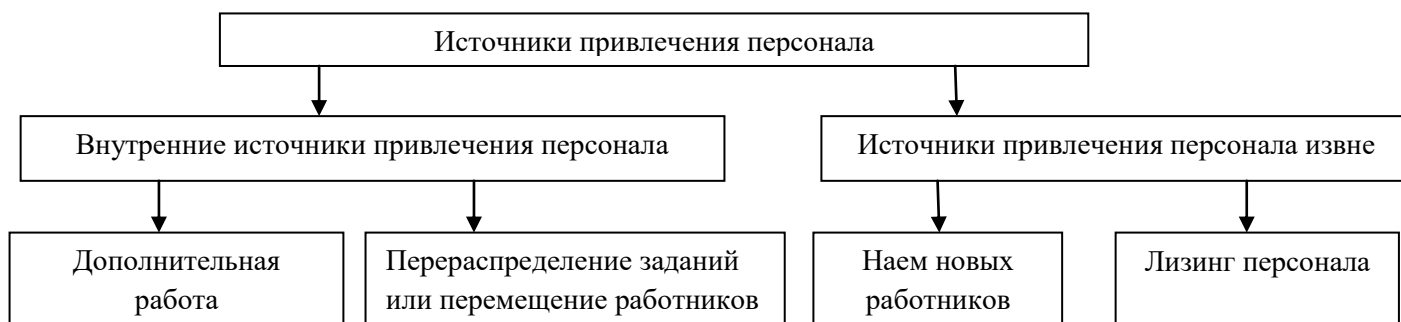 Источники привлечения персонала
Внутренние источники привлечения персонала
Источники привлечения персонала извне
Дополнительная
работа
Перераспределение заданий
или перемещение работников
Наем новых
работников
Лизинг персонала